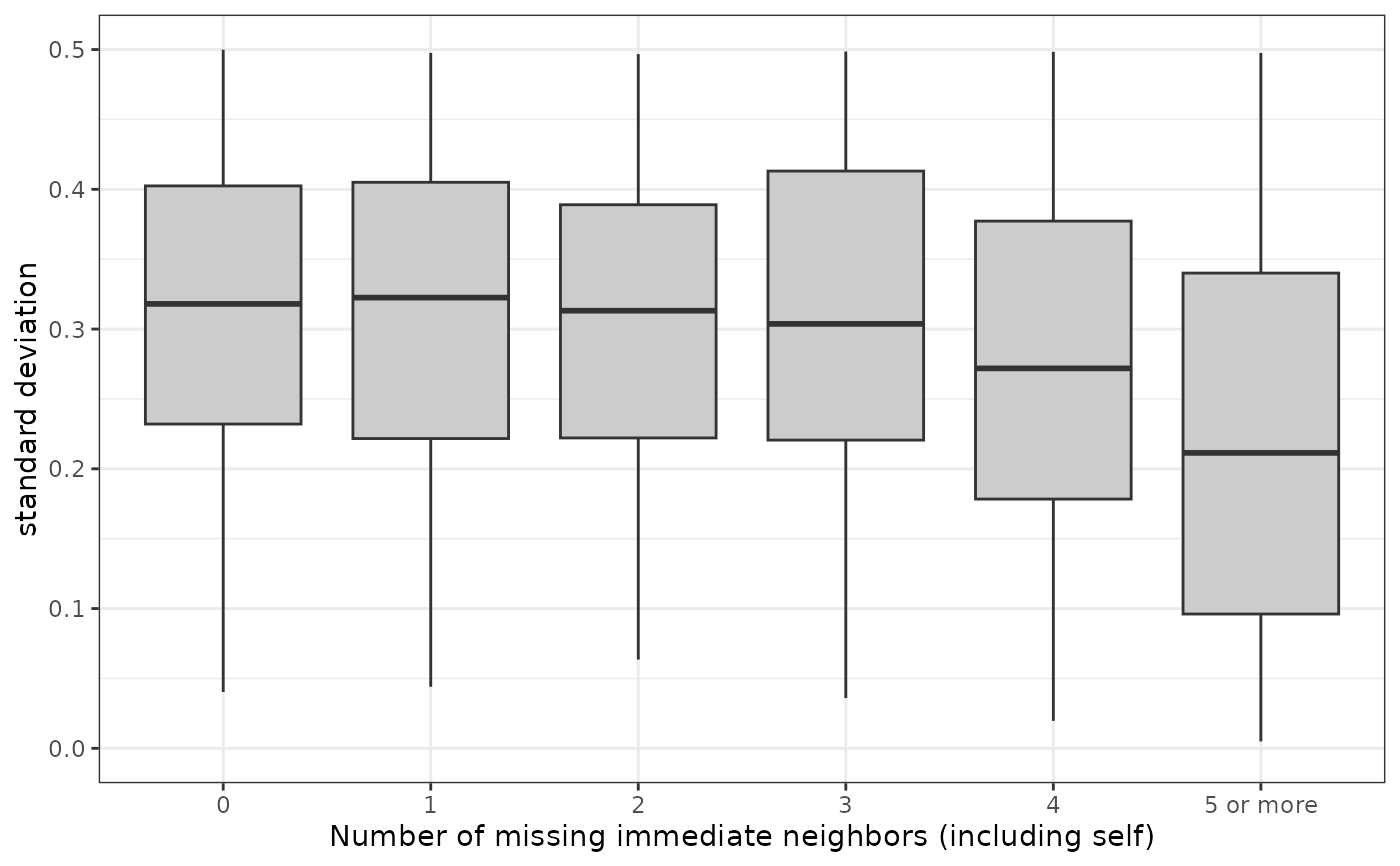 standard deviation
0.5
0.4
0.3
0.2
0.1
0.0
0 1 2 3 4 5 or more
Number of missing immediate neighbors (including self)